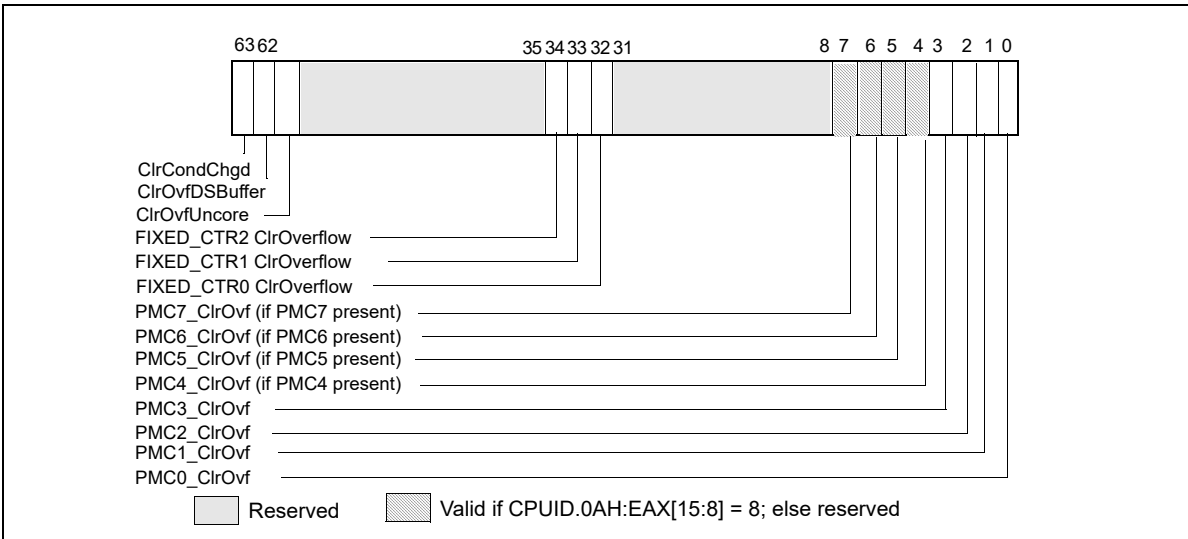 63 62 35 34 33 32 31 8 7 6 5 4 3 2 1 0
ClrCondChgd
ClrOvfDSBuffer
ClrOvfUncore
FIXED_CTR2 ClrOverflow
FIXED_CTR1 ClrOverflow
FIXED_CTR0 ClrOverflow
PMC7_ClrOvf (if PMC7 present)
PMC6_ClrOvf (if PMC6 present)
PMC5_ClrOvf (if PMC5 present)
PMC4_ClrOvf (if PMC4 present)
PMC3_ClrOvf
PMC2_ClrOvf
PMC1_ClrOvf
PMC0_ClrOvf
Reserved Valid if CPUID.0AH:EAX[15:8] = 8; else reserved